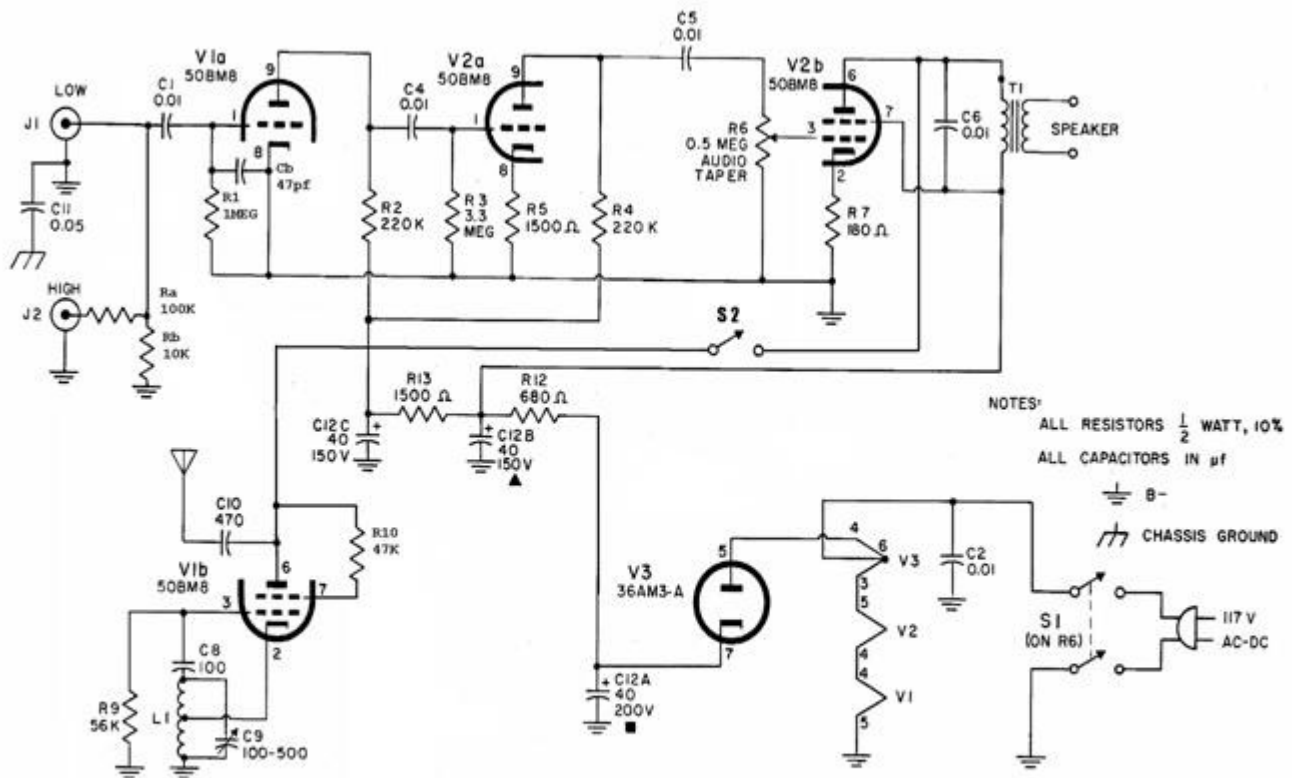 LOW
J1
C1
0.01
V1a
50BM8
9
1
8
Cb
47pf
R1
1MEG
C11
0.05
HIGH
J2
Ra
100K
Rb
10K
R2
220K
C4
0.01
V2a
50BM8
9
1
8
R3
3.3
MEG
R5
1500Ω
R4
220K
C5
0.01
R6
0.5 MEG
AUDIO
TAPER
V2b
50BM8
6
3
7
2
R7
180Ω
C6
0.01
T1
SPEAKER
S2
R13
1500Ω
R12
680Ω
C12C
+
40
150V
C12B
+
40
150V
NOTES:
ALL RESISTORS 1/2 WATT, 10%
ALL CAPACITORS IN µf
B-
CHASSIS GROUND
C10
470
R10
47K
V1b
50BM8
6
3
7
2
C8
100
R9
56K
L1
C9
100-500
V3
36AM3-A
5
7
C12A
+
40
200V
4
6
V3
3
5
V2
4
4
V1
5
C2
0.01
S1
(ON R6)
117V
AC-DC